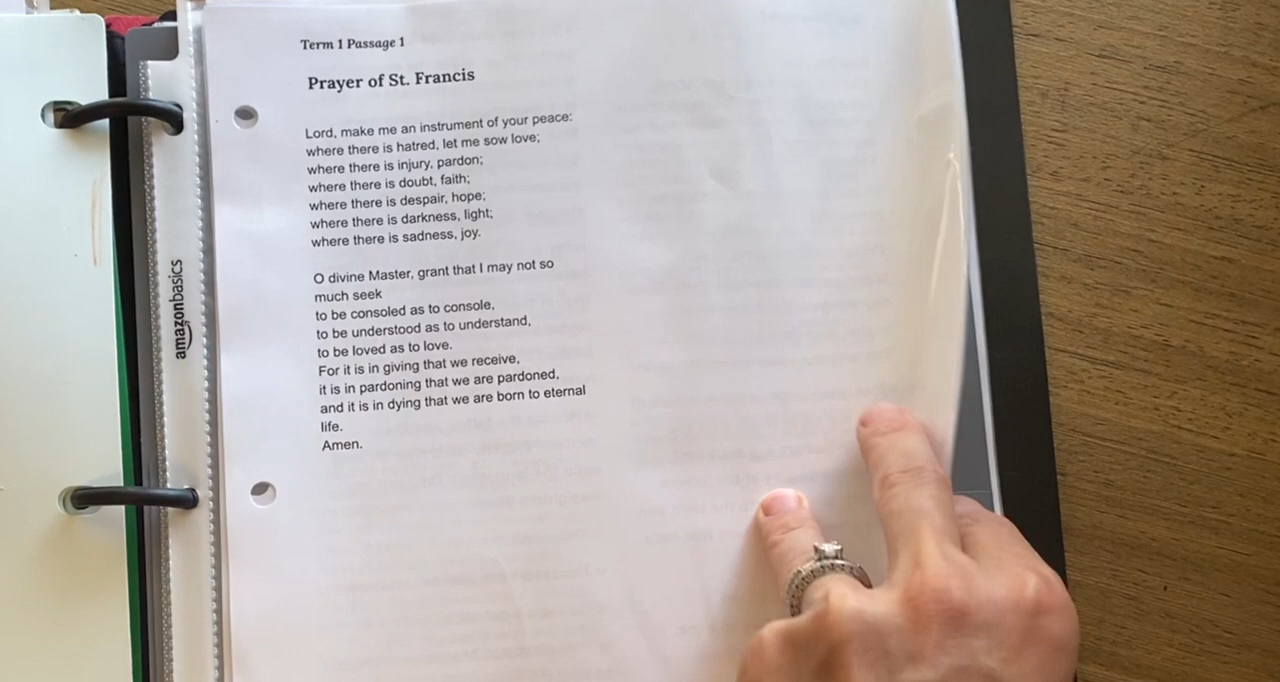 Term 1 Passage 1
Prayer of St. Francis
Lord, make me an instrument of your peace:
where there is hatred, let me sow love;
where there is injury, pardon;
where there is doubt, faith;
where there is despair, hope;
where there is darkness, light;
where there is sadness, joy.
O divine Master, grant that I may not so
much seek
to be consoled as to console,
to be understood as to understand,
to be loved as to love.
For it is in giving that we receive,
it is in pardoning that we are pardoned,
and it is in dying that we are born to eternal
life.
Amen.
amazonbasics